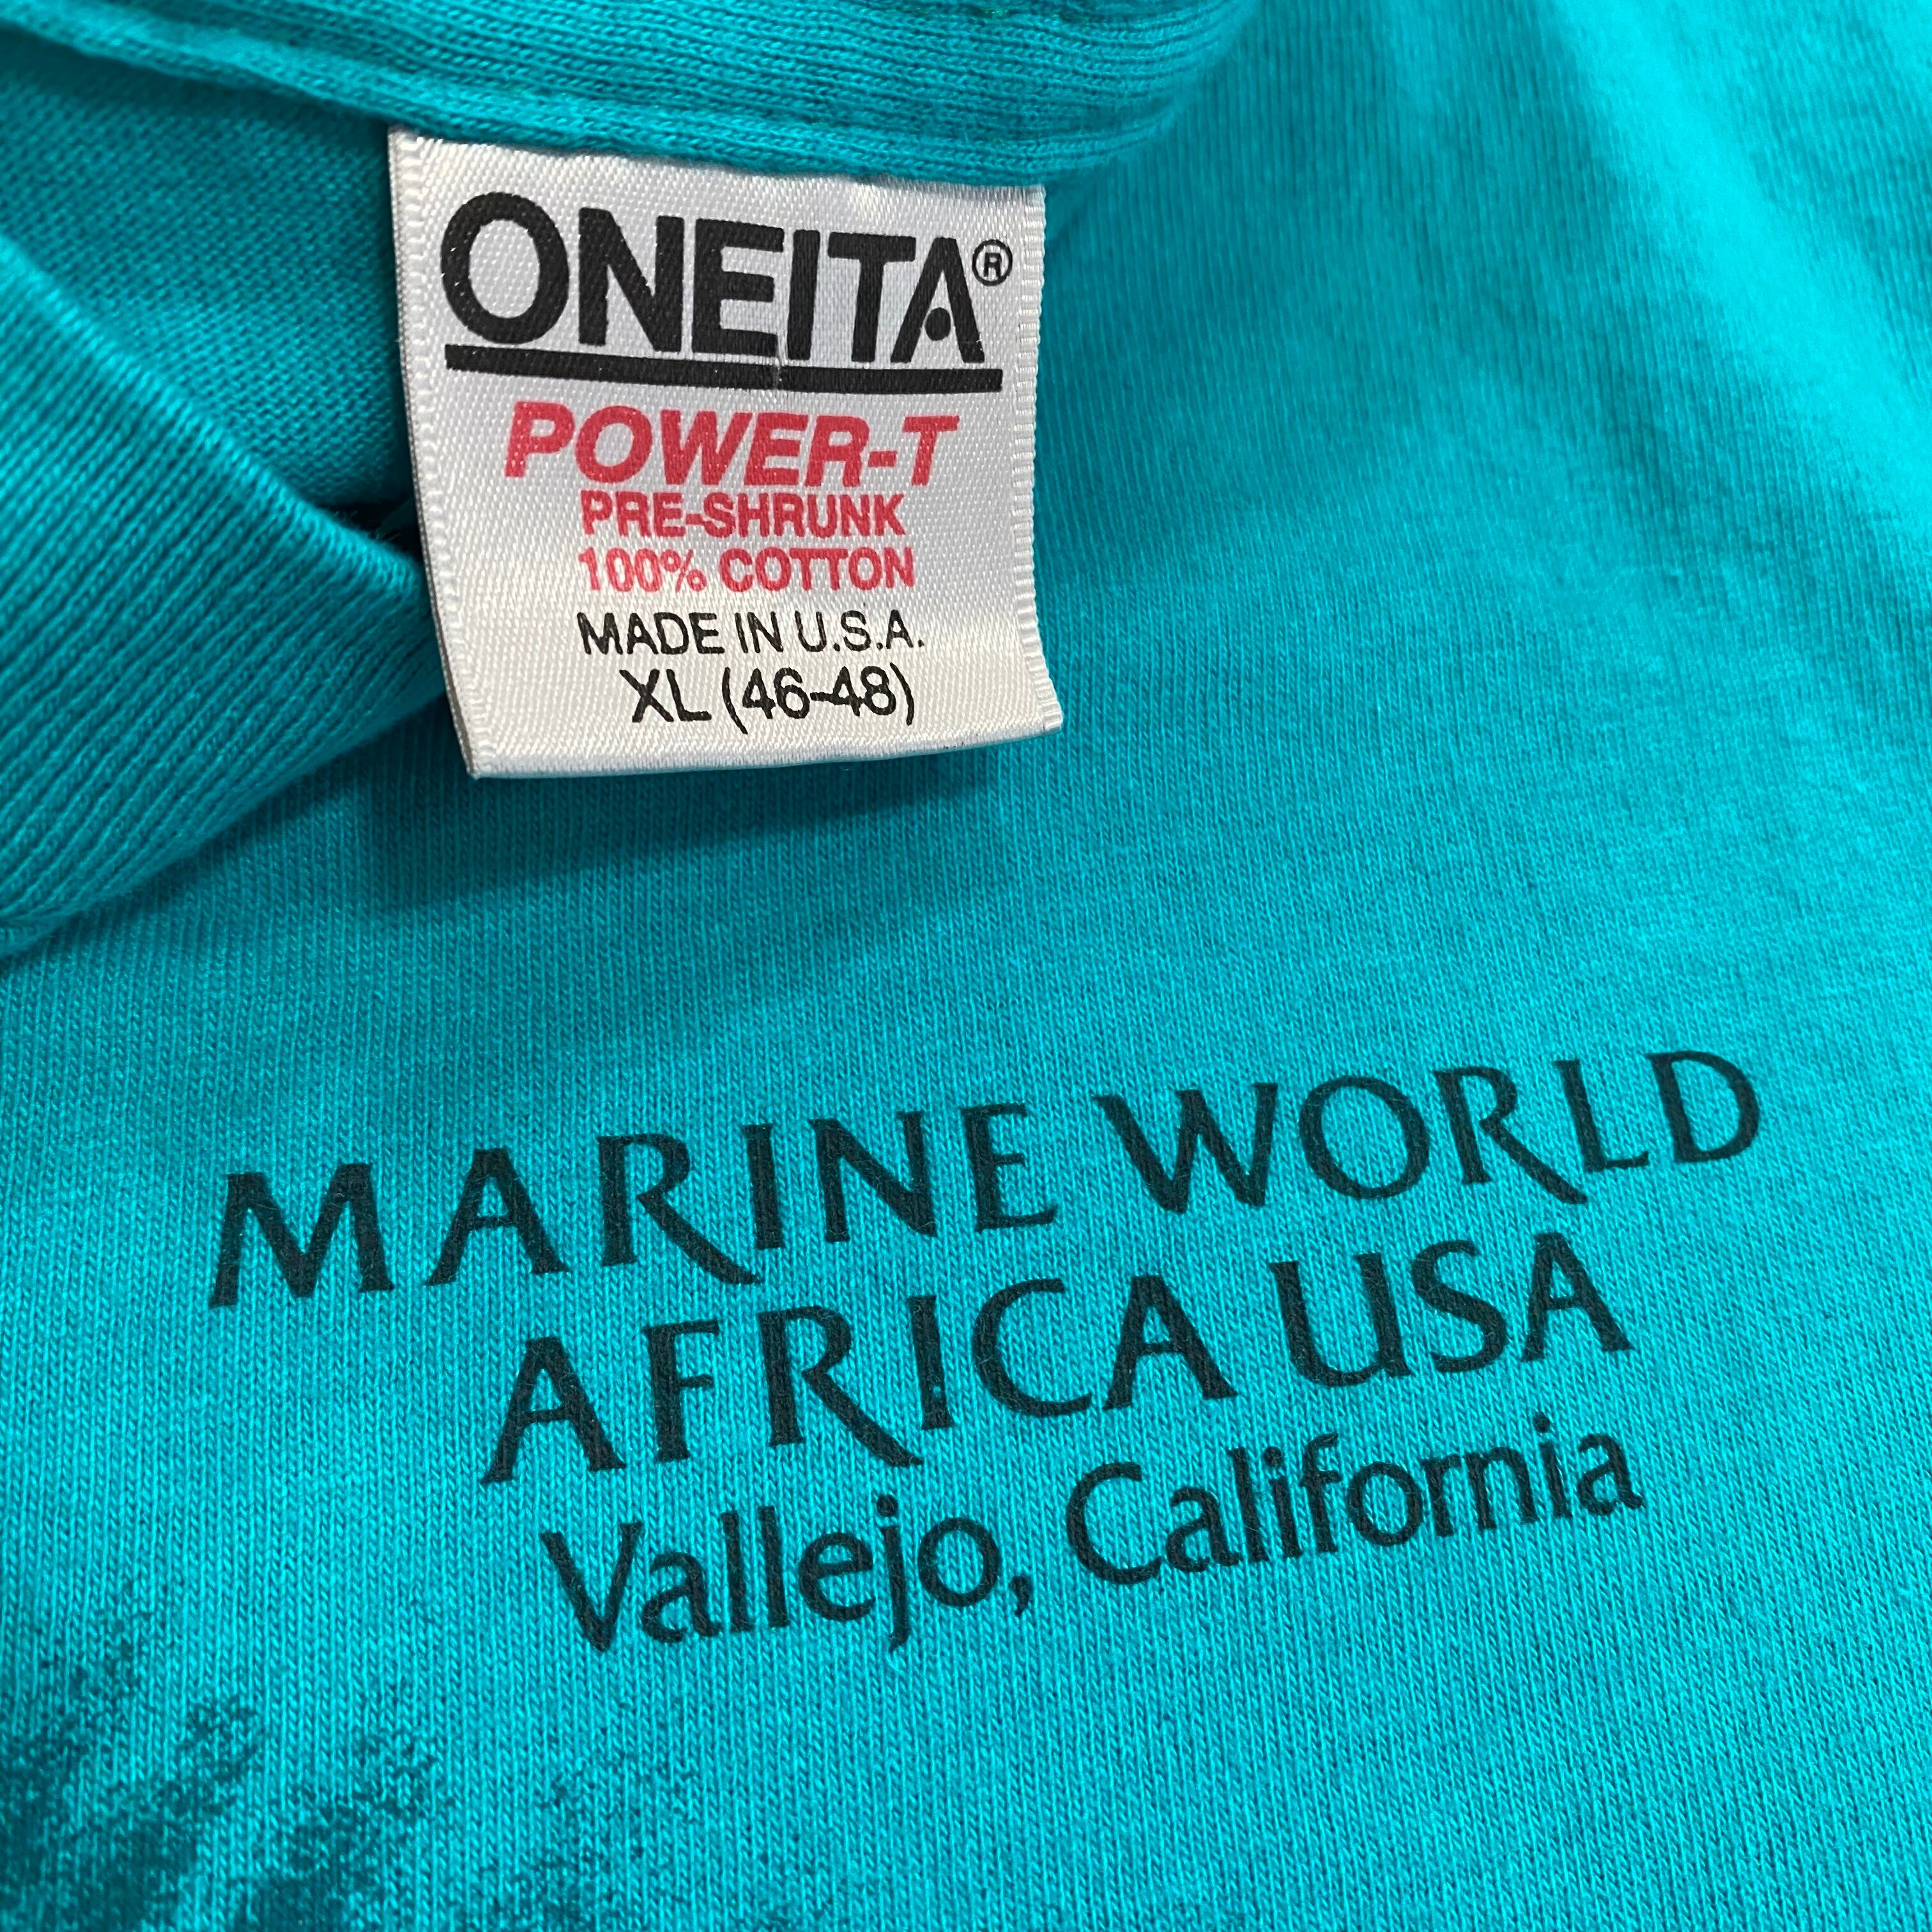 ONEITA®
POWER-T
PRE-SHRUNK
100% COTTON
MADE IN U.S.A.
XL (46-48)
MARINE WORLD
AFRICA USA
Vallejo, California